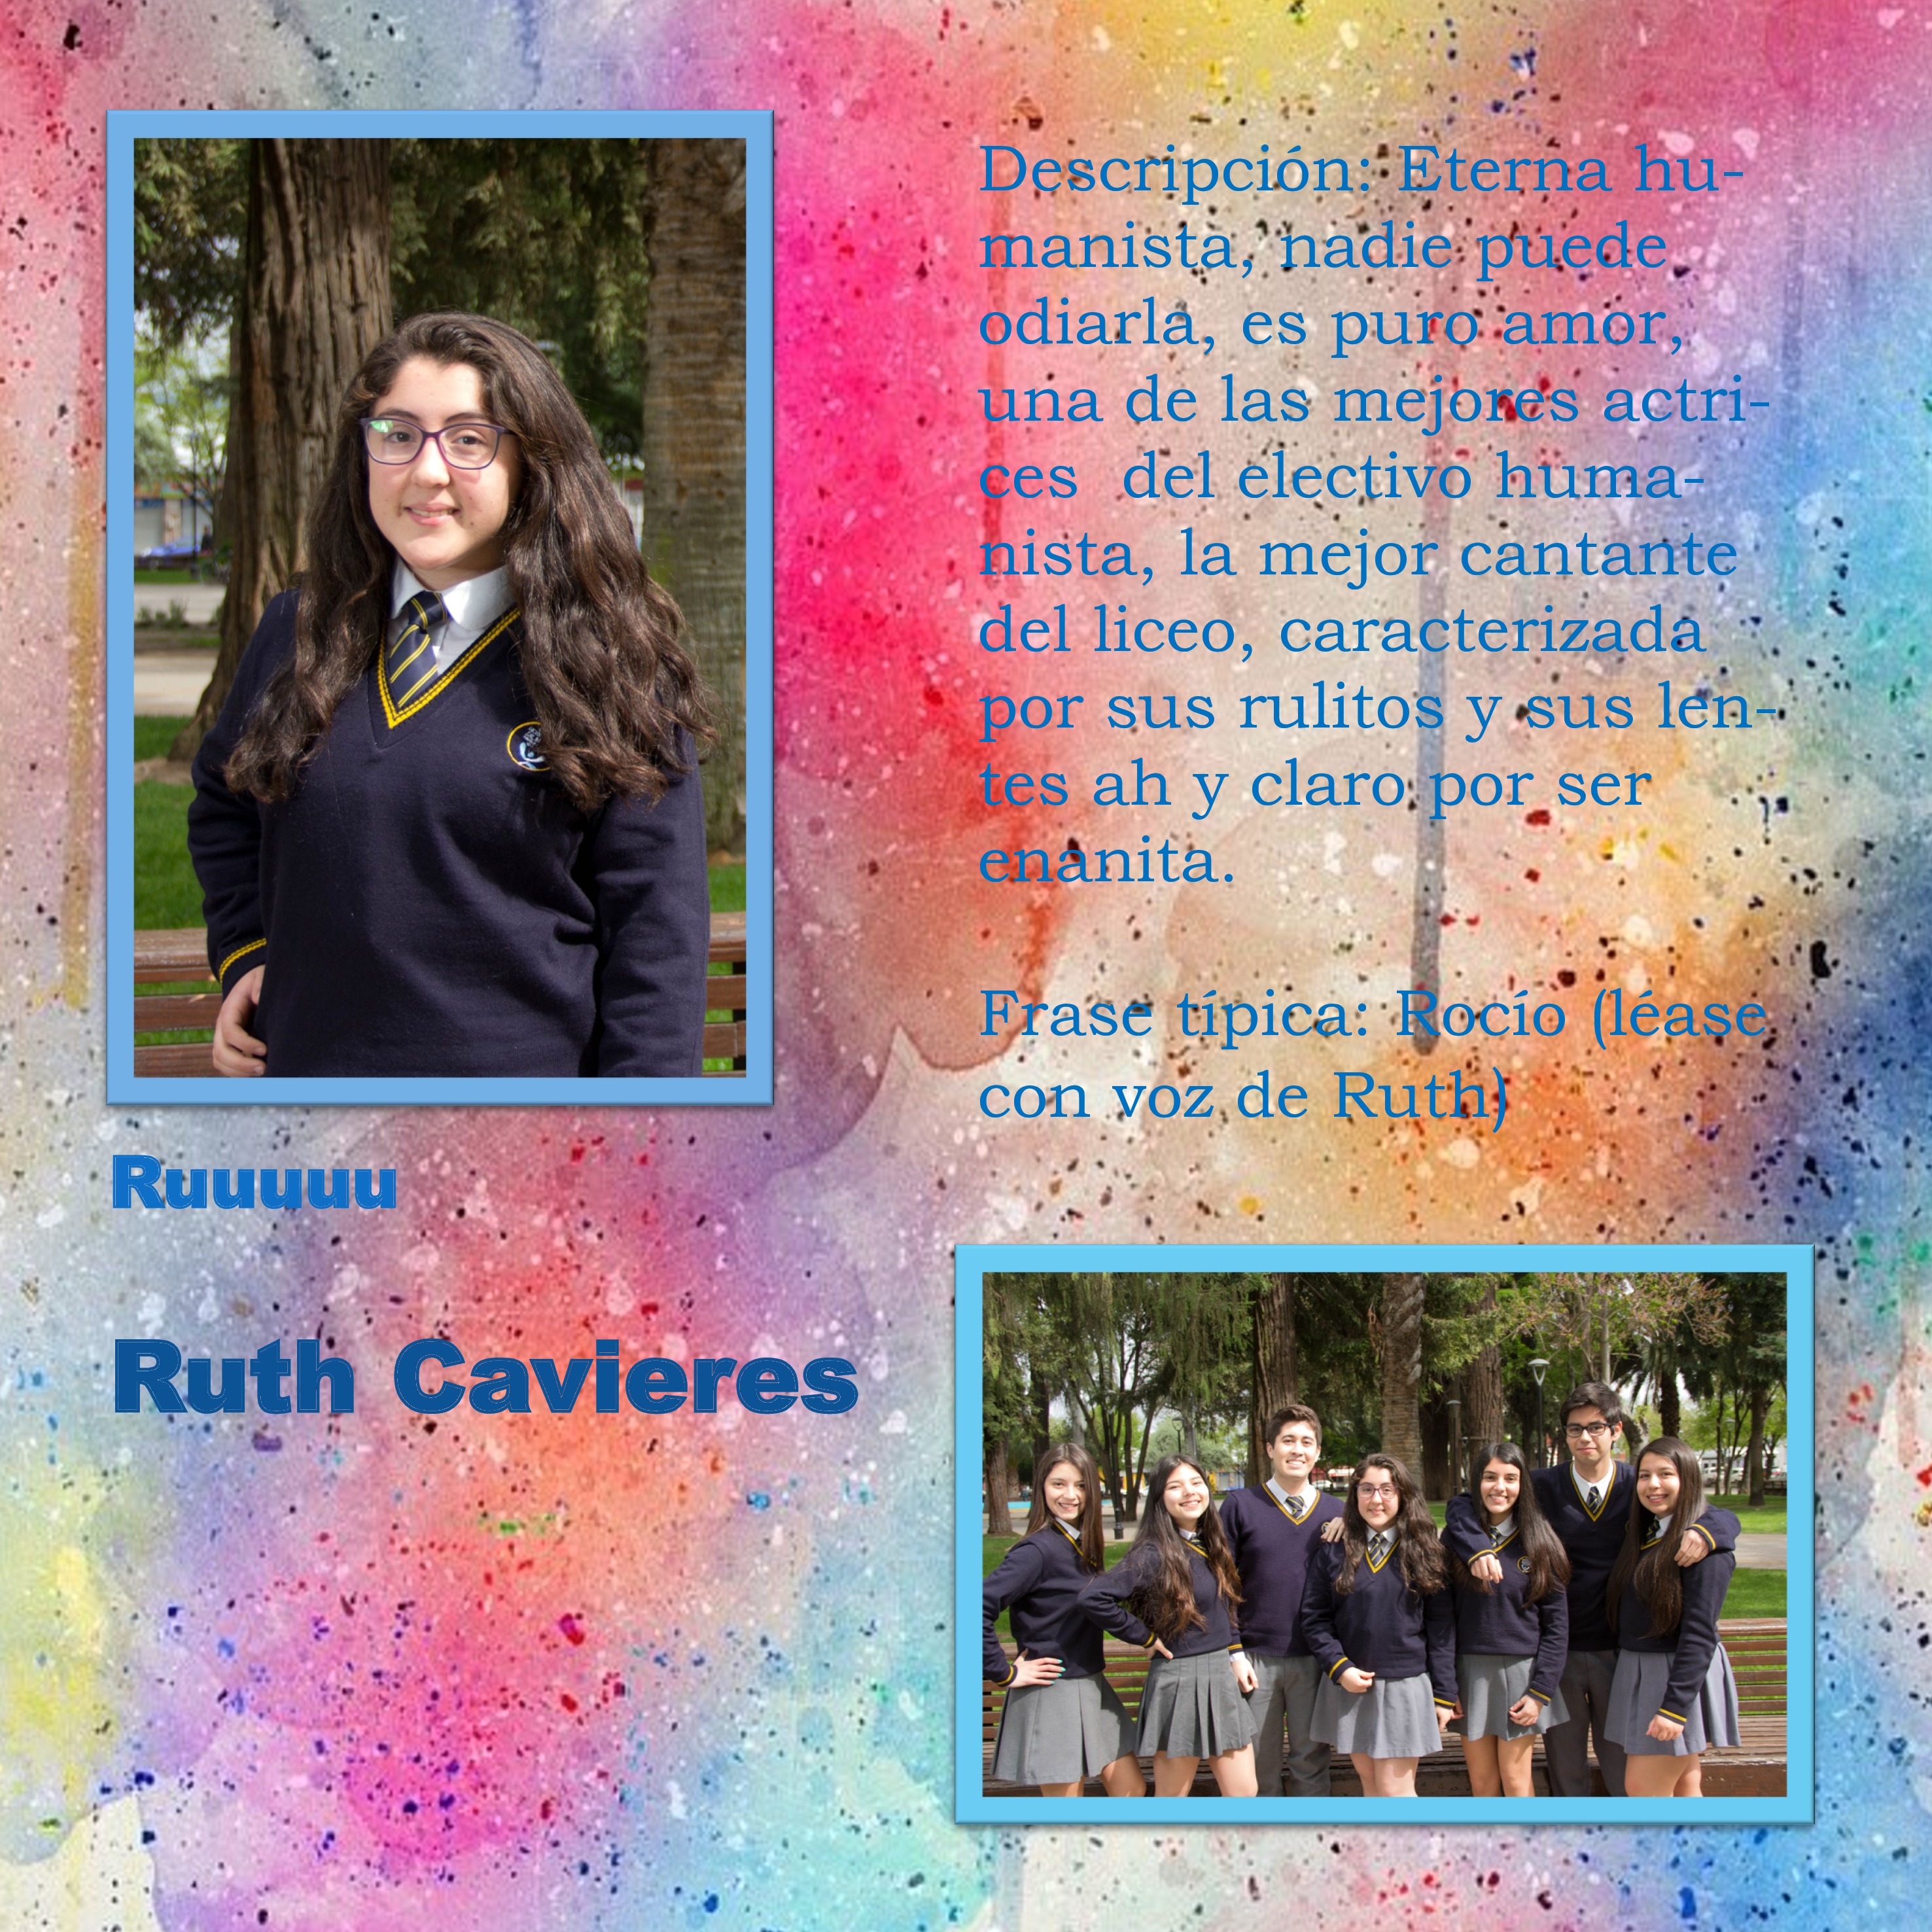 Descripción: Eterna hu-
manista, nadie puede
odiarla, es puro amor,
una de las mejores actri-
ces  del electivo huma-
nista, la mejor cantante
del liceo, caracterizada
por sus rulitos y sus len-
tes ah y claro por ser
enanita.
Frase típica: Rocío (léase
con voz de Ruth)
Ruuuuu
Ruth Cavieres